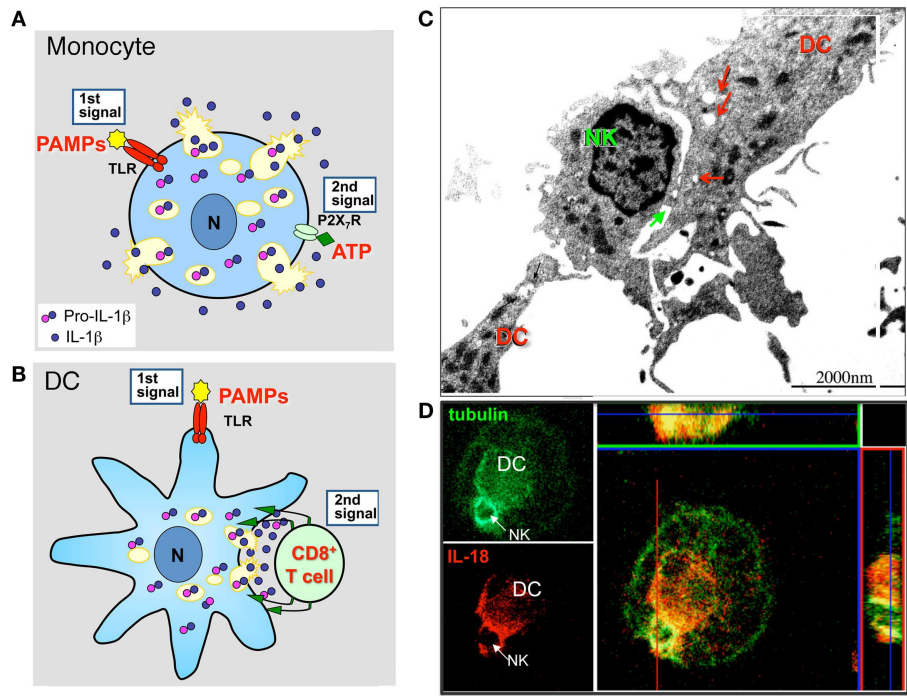 A
Monocyte
1st
signal
PAMPs
TLR
2nd
signal
P2X₇R
ATP
N
Pro-IL-1β
IL-1β
B
DC
1st
signal
PAMPs
TLR
2nd
signal
N
CD8⁺
T cell
C
DC
NK
DC
2000nm
D
tubulin
DC
NK
IL-18
DC
NK